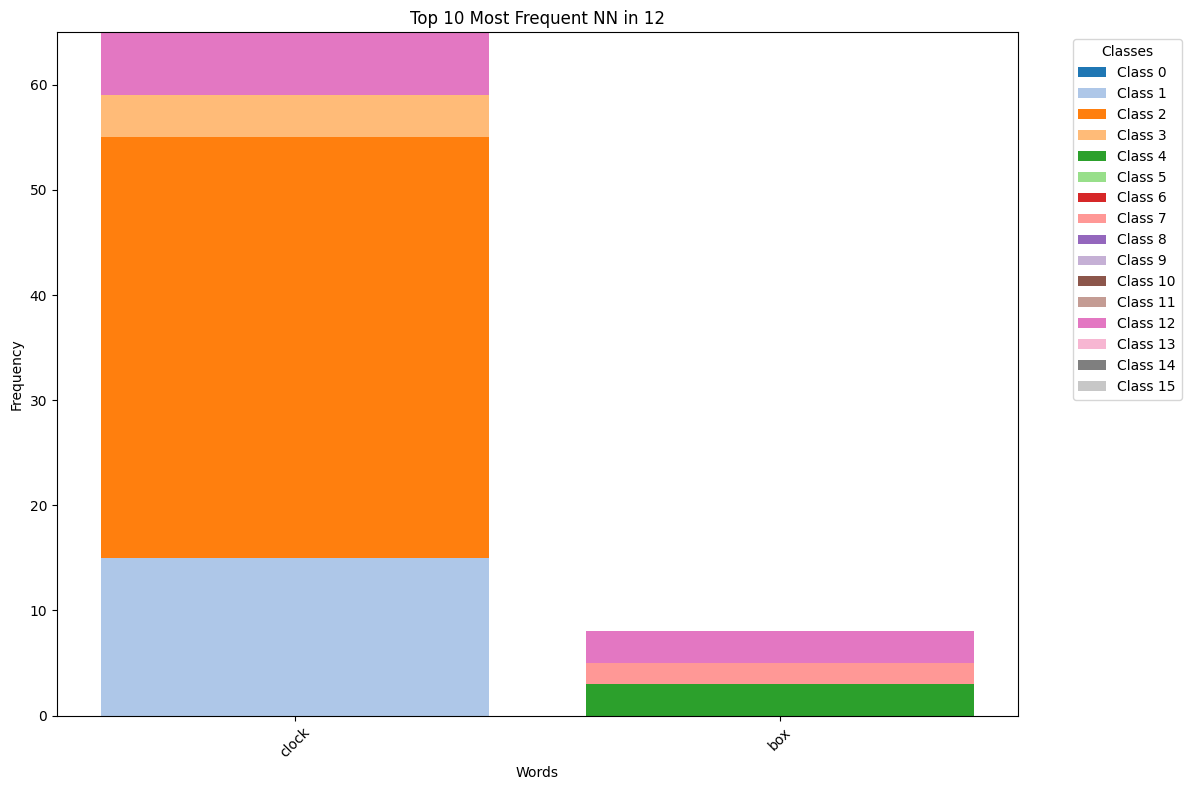 Top 10 Most Frequent NN in 12
Frequency
60
50
40
30
20
10
0
clock
box
Words
Classes
Class 0
Class 1
Class 2
Class 3
Class 4
Class 5
Class 6
Class 7
Class 8
Class 9
Class 10
Class 11
Class 12
Class 13
Class 14
Class 15